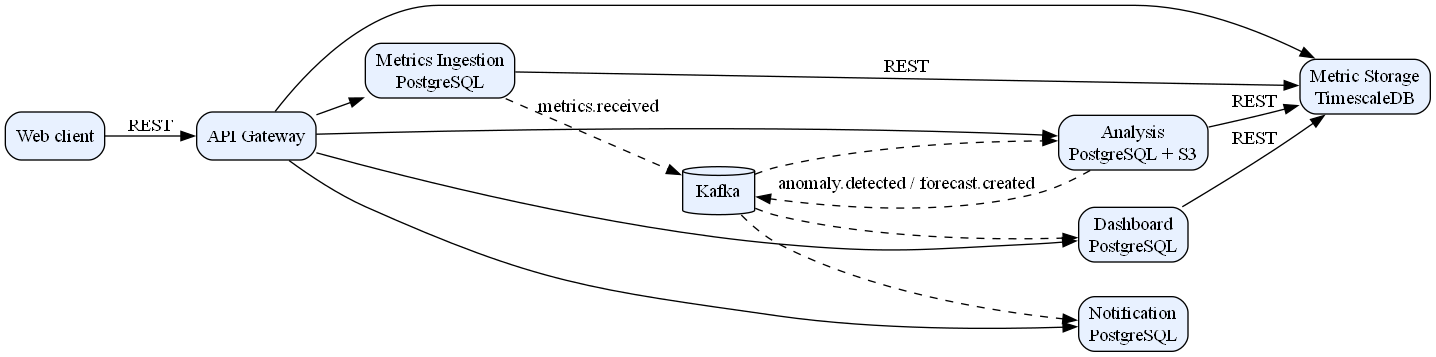 Metrics Ingestion
PostgreSQL
REST
Metric Storage
TimescaleDB
metrics.received
REST
Web client
REST
API Gateway
Analysis
PostgreSQL + S3
REST
Kafka
anomaly.detected / forecast.created
Dashboard
PostgreSQL
Notification
PostgreSQL